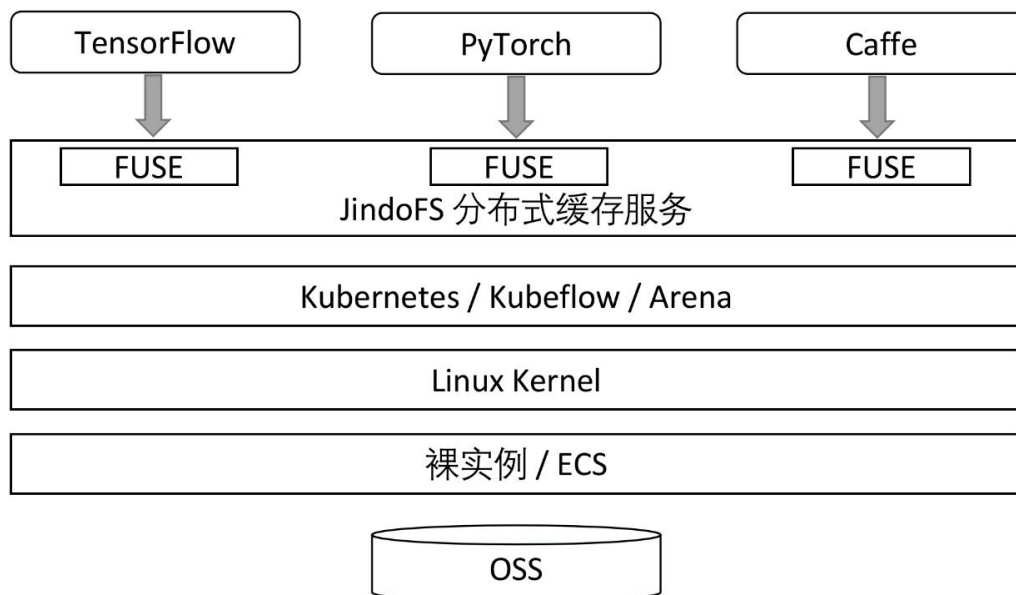 TensorFlow
PyTorch
Caffe
FUSE
FUSE
FUSE
JindoFS 分布式缓存服务
Kubernetes / Kubeflow / Arena
Linux Kernel
裸实例 / ECS
OSS